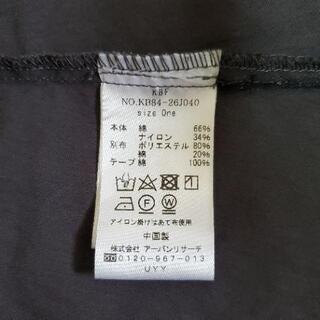 KBF
NO.KB84-26J040
size One
本体 綿 66%
ナイロン 34%
別布 ポリエステル 80%
綿 20%
テープ 綿 100%
アイロン掛けはあて布使用
中国製
株式会社 アーバンリサーチ
0120-967-013
UYY